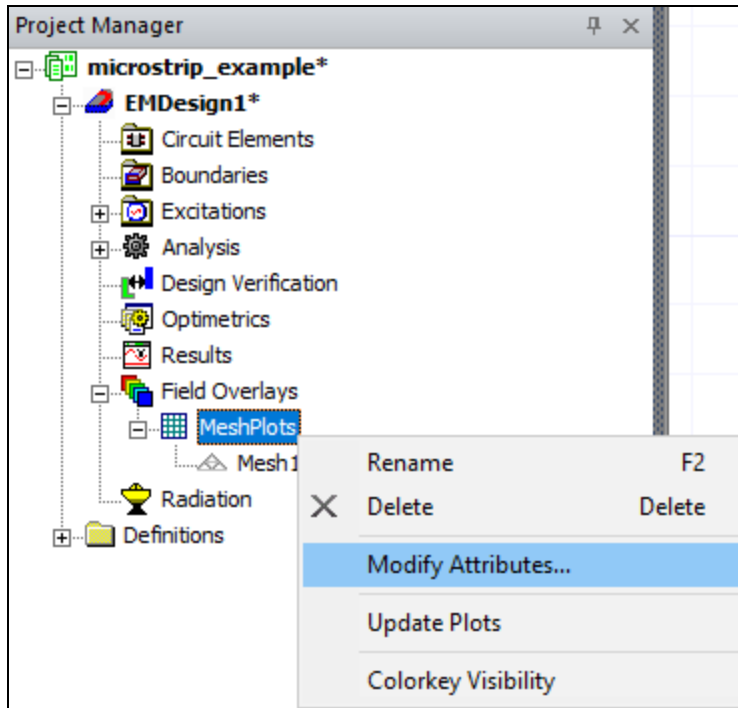 Project Manager
microstrip_example*
EMDesign1*
Circuit Elements
Boundaries
Excitations
Analysis
Design Verification
Optimetrics
Results
Field Overlays
MeshPlots
Mesh1
Radiation
Definitions
Rename F2
Delete Delete
Modify Attributes...
Update Plots
Colorkey Visibility